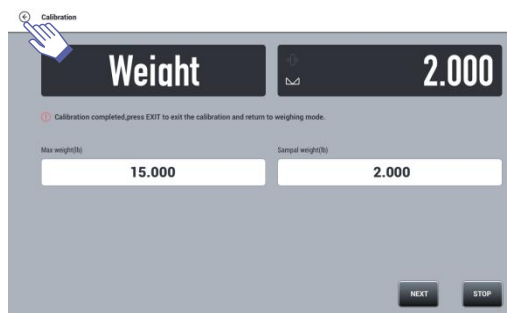 Calibration
Weight
2.000
Calibration completed,press EXIT to exit the calibration and return to weighing mode.
Max weight(lb)
Sampal weight(lb)
15.000
2.000
NEXT
STOP